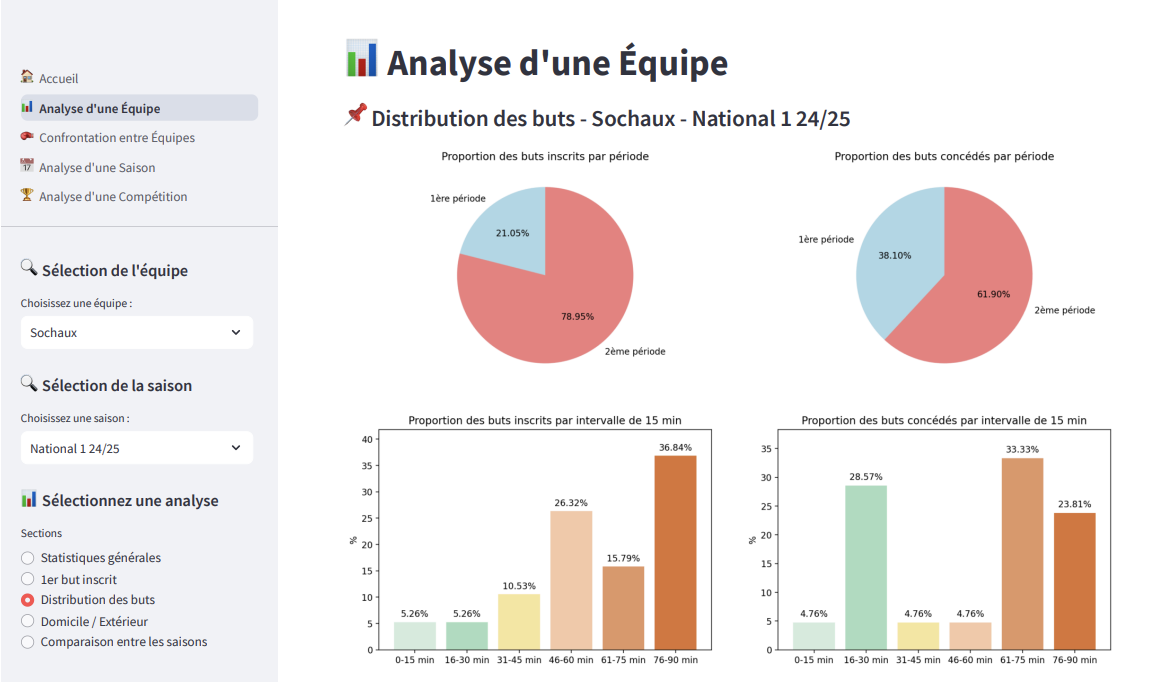 Accueil
Analyse d'une Équipe
Confrontation entre Équipes
Analyse d'une Saison
Analyse d'une Compétition
Sélection de l'équipe
Choisissez une équipe :
Sochaux
Sélection de la saison
Choisissez une saison :
National 1 24/25
Sélectionnez une analyse
Sections
Statistiques générales
1er but inscrit
Distribution des buts
Domicile / Extérieur
Comparaison entre les saisons
Analyse d'une Équipe
Distribution des buts - Sochaux - National 1 24/25
Proportion des buts inscrits par période
1ère période
21.05%
78.95%
2ème période
Proportion des buts concédés par période
1ère période
38.10%
61.90%
2ème période
Proportion des buts inscrits par intervalle de 15 min
%
40
35
30
25
20
15
10
5
0
5.26%
5.26%
10.53%
26.32%
15.79%
36.84%
0-15 min 16-30 min 31-45 min 46-60 min 61-75 min 76-90 min
Proportion des buts concédés par intervalle de 15 min
%
35
30
25
20
15
10
5
0
4.76%
28.57%
4.76%
4.76%
33.33%
23.81%
0-15 min 16-30 min 31-45 min 46-60 min 61-75 min 76-90 min